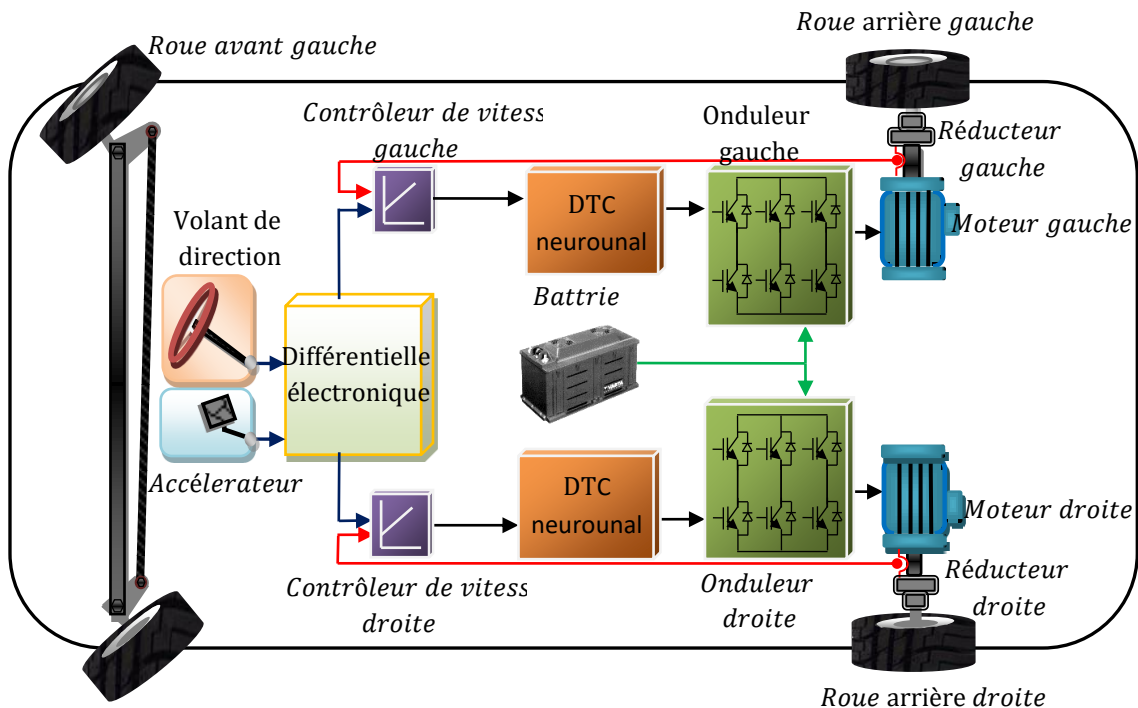 Roue avant gauche
Roue arrière gauche
Contrôleur de vitess
gauche
Onduleur
gauche
Réducteur
gauche
Volant de
direction
DTC
neurounal
Moteur gauche
Battrie
Différentielle
électronique
VARTA
Accélerateur
DTC
neurounal
Moteur droite
Contrôleur de vitess
droite
Onduleur
droite
Réducteur
droite
Roue arrière droite